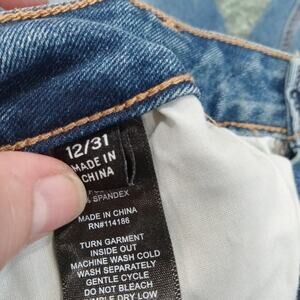 12/31
MADE IN
CHINA
% SPANDEX
MADE IN CHINA
RN#114186
TURN GARMENT
INSIDE OUT
MACHINE WASH COLD
WASH SEPARATELY
GENTLE CYCLE
DO NOT BLEACH
DRY LOW